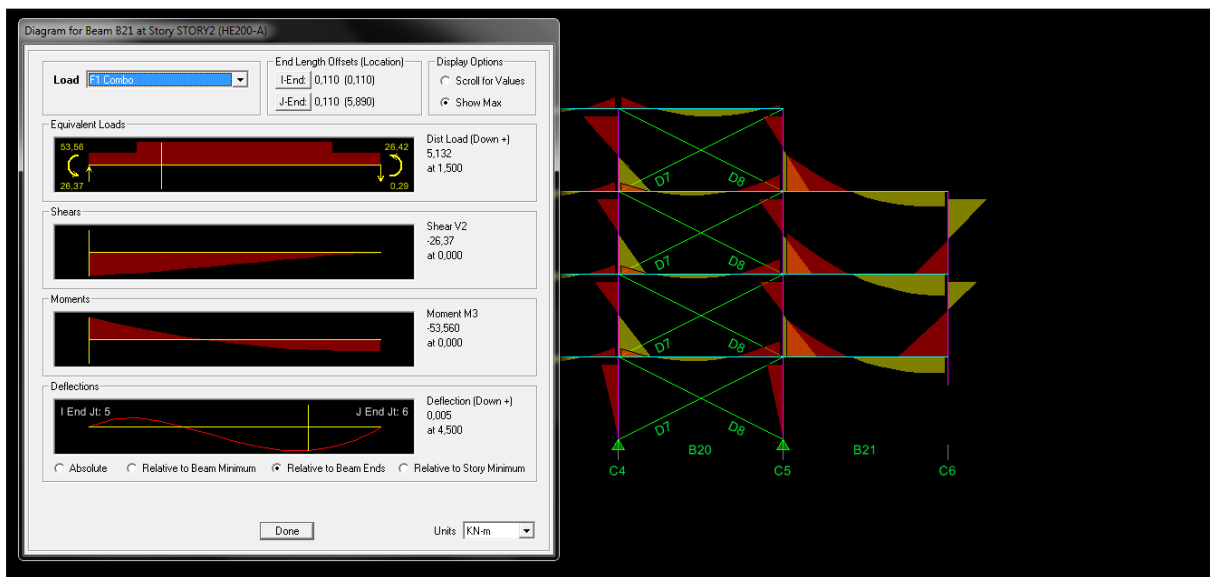 Diagram for Beam B21 at Story STORY2 (HE200-A)
Load F1 Combo
End Length Offsets (Location)
I-End: 0,110 (0,110)
J-End: 0,110 (5,890)
Display Options
Scroll for Values
Show Max
Equivalent Loads
53,56 26,42
26,37 0,29
Dist Load (Down +)
5,132
at 1,500
Shears
Shear V2
-26,37
at 0,000
Moments
Moment M3
-53,560
at 0,000
Deflections
I End Jt: 5 J End Jt: 6
Deflection (Down +)
0,005
at 4,500
Absolute Relative to Beam Minimum Relative to Beam Ends Relative to Story Minimum
Done Units KN-m
D7 D8
D7 D8
D7 D8
D7 D8
B20 B21
C4 C5 C6